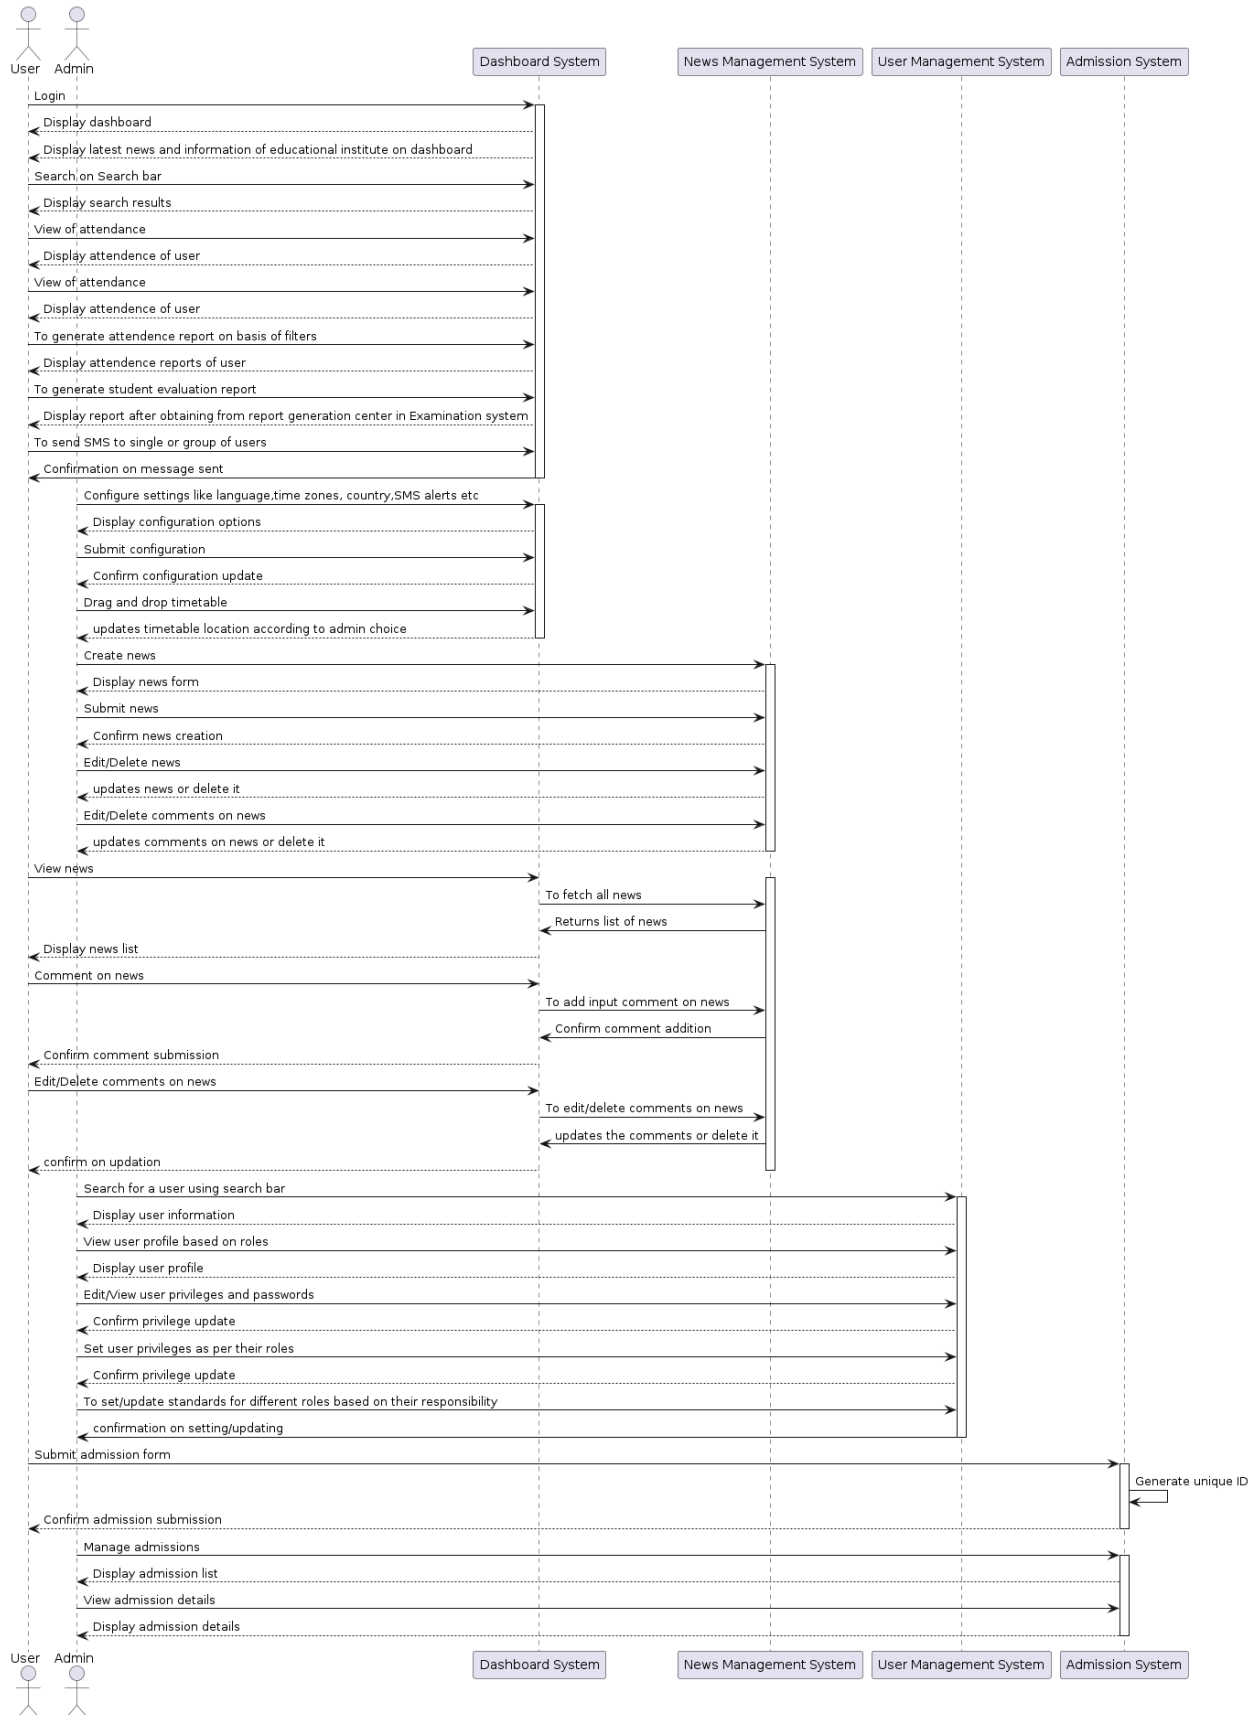 User
Admin
Dashboard System
News Management System
User Management System
Admission System
Login
Display dashboard
Display latest news and information of educational institute on dashboard
Search on Search bar
Display search results
View of attendance
Display attendence of user
View of attendance
Display attendence of user
To generate attendence report on basis of filters
Display attendence reports of user
To generate student evaluation report
Display report after obtaining from report generation center in Examination system
To send SMS to single or group of users
Confirmation on message sent
Configure settings like language,time zones, country,SMS alerts etc
Display configuration options
Submit configuration
Confirm configuration update
Drag and drop timetable
updates timetable location according to admin choice
Create news
Display news form
Submit news
Confirm news creation
Edit/Delete news
updates news or delete it
Edit/Delete comments on news
updates comments on news or delete it
View news
To fetch all news
Returns list of news
Display news list
Comment on news
To add input comment on news
Confirm comment addition
Confirm comment submission
Edit/Delete comments on news
To edit/delete comments on news
updates the comments or delete it
confirm on updation
Search for a user using search bar
Display user information
View user profile based on roles
Display user profile
Edit/View user privileges and passwords
Confirm privilege update
Set user privileges as per their roles
Confirm privilege update
To set/update standards for different roles based on their responsibility
confirmation on setting/updating
Submit admission form
Generate unique ID
Confirm admission submission
Manage admissions
Display admission list
View admission details
Display admission details
User
Admin
Dashboard System
News Management System
User Management System
Admission System